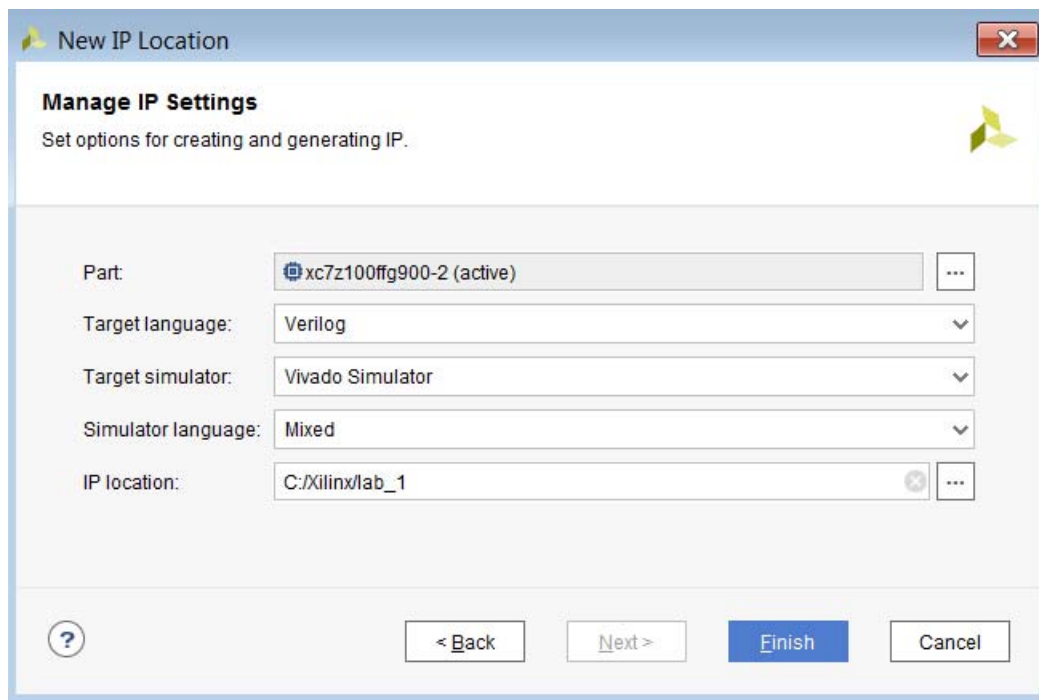 New IP Location
Manage IP Settings
Set options for creating and generating IP.
Part: xc7z100ffg900-2 (active) ...
Target language: Verilog
Target simulator: Vivado Simulator
Simulator language: Mixed
IP location: C:/Xilinx/lab_1 ...
? < Back Next > Finish Cancel